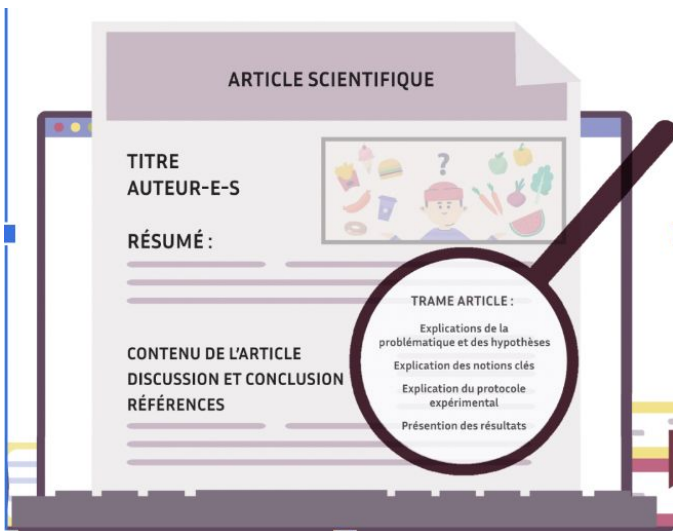 ARTICLE SCIENTIFIQUE
TITRE
AUTEUR-E-S
?
RÉSUMÉ :
TRAME ARTICLE :
Explications de la
problématique et des hypothèses
Explication des notions clés
Explication du protocole
expérimental
Présention des résultats
CONTENU DE L'ARTICLE
DISCUSSION ET CONCLUSION
RÉFÉRENCES